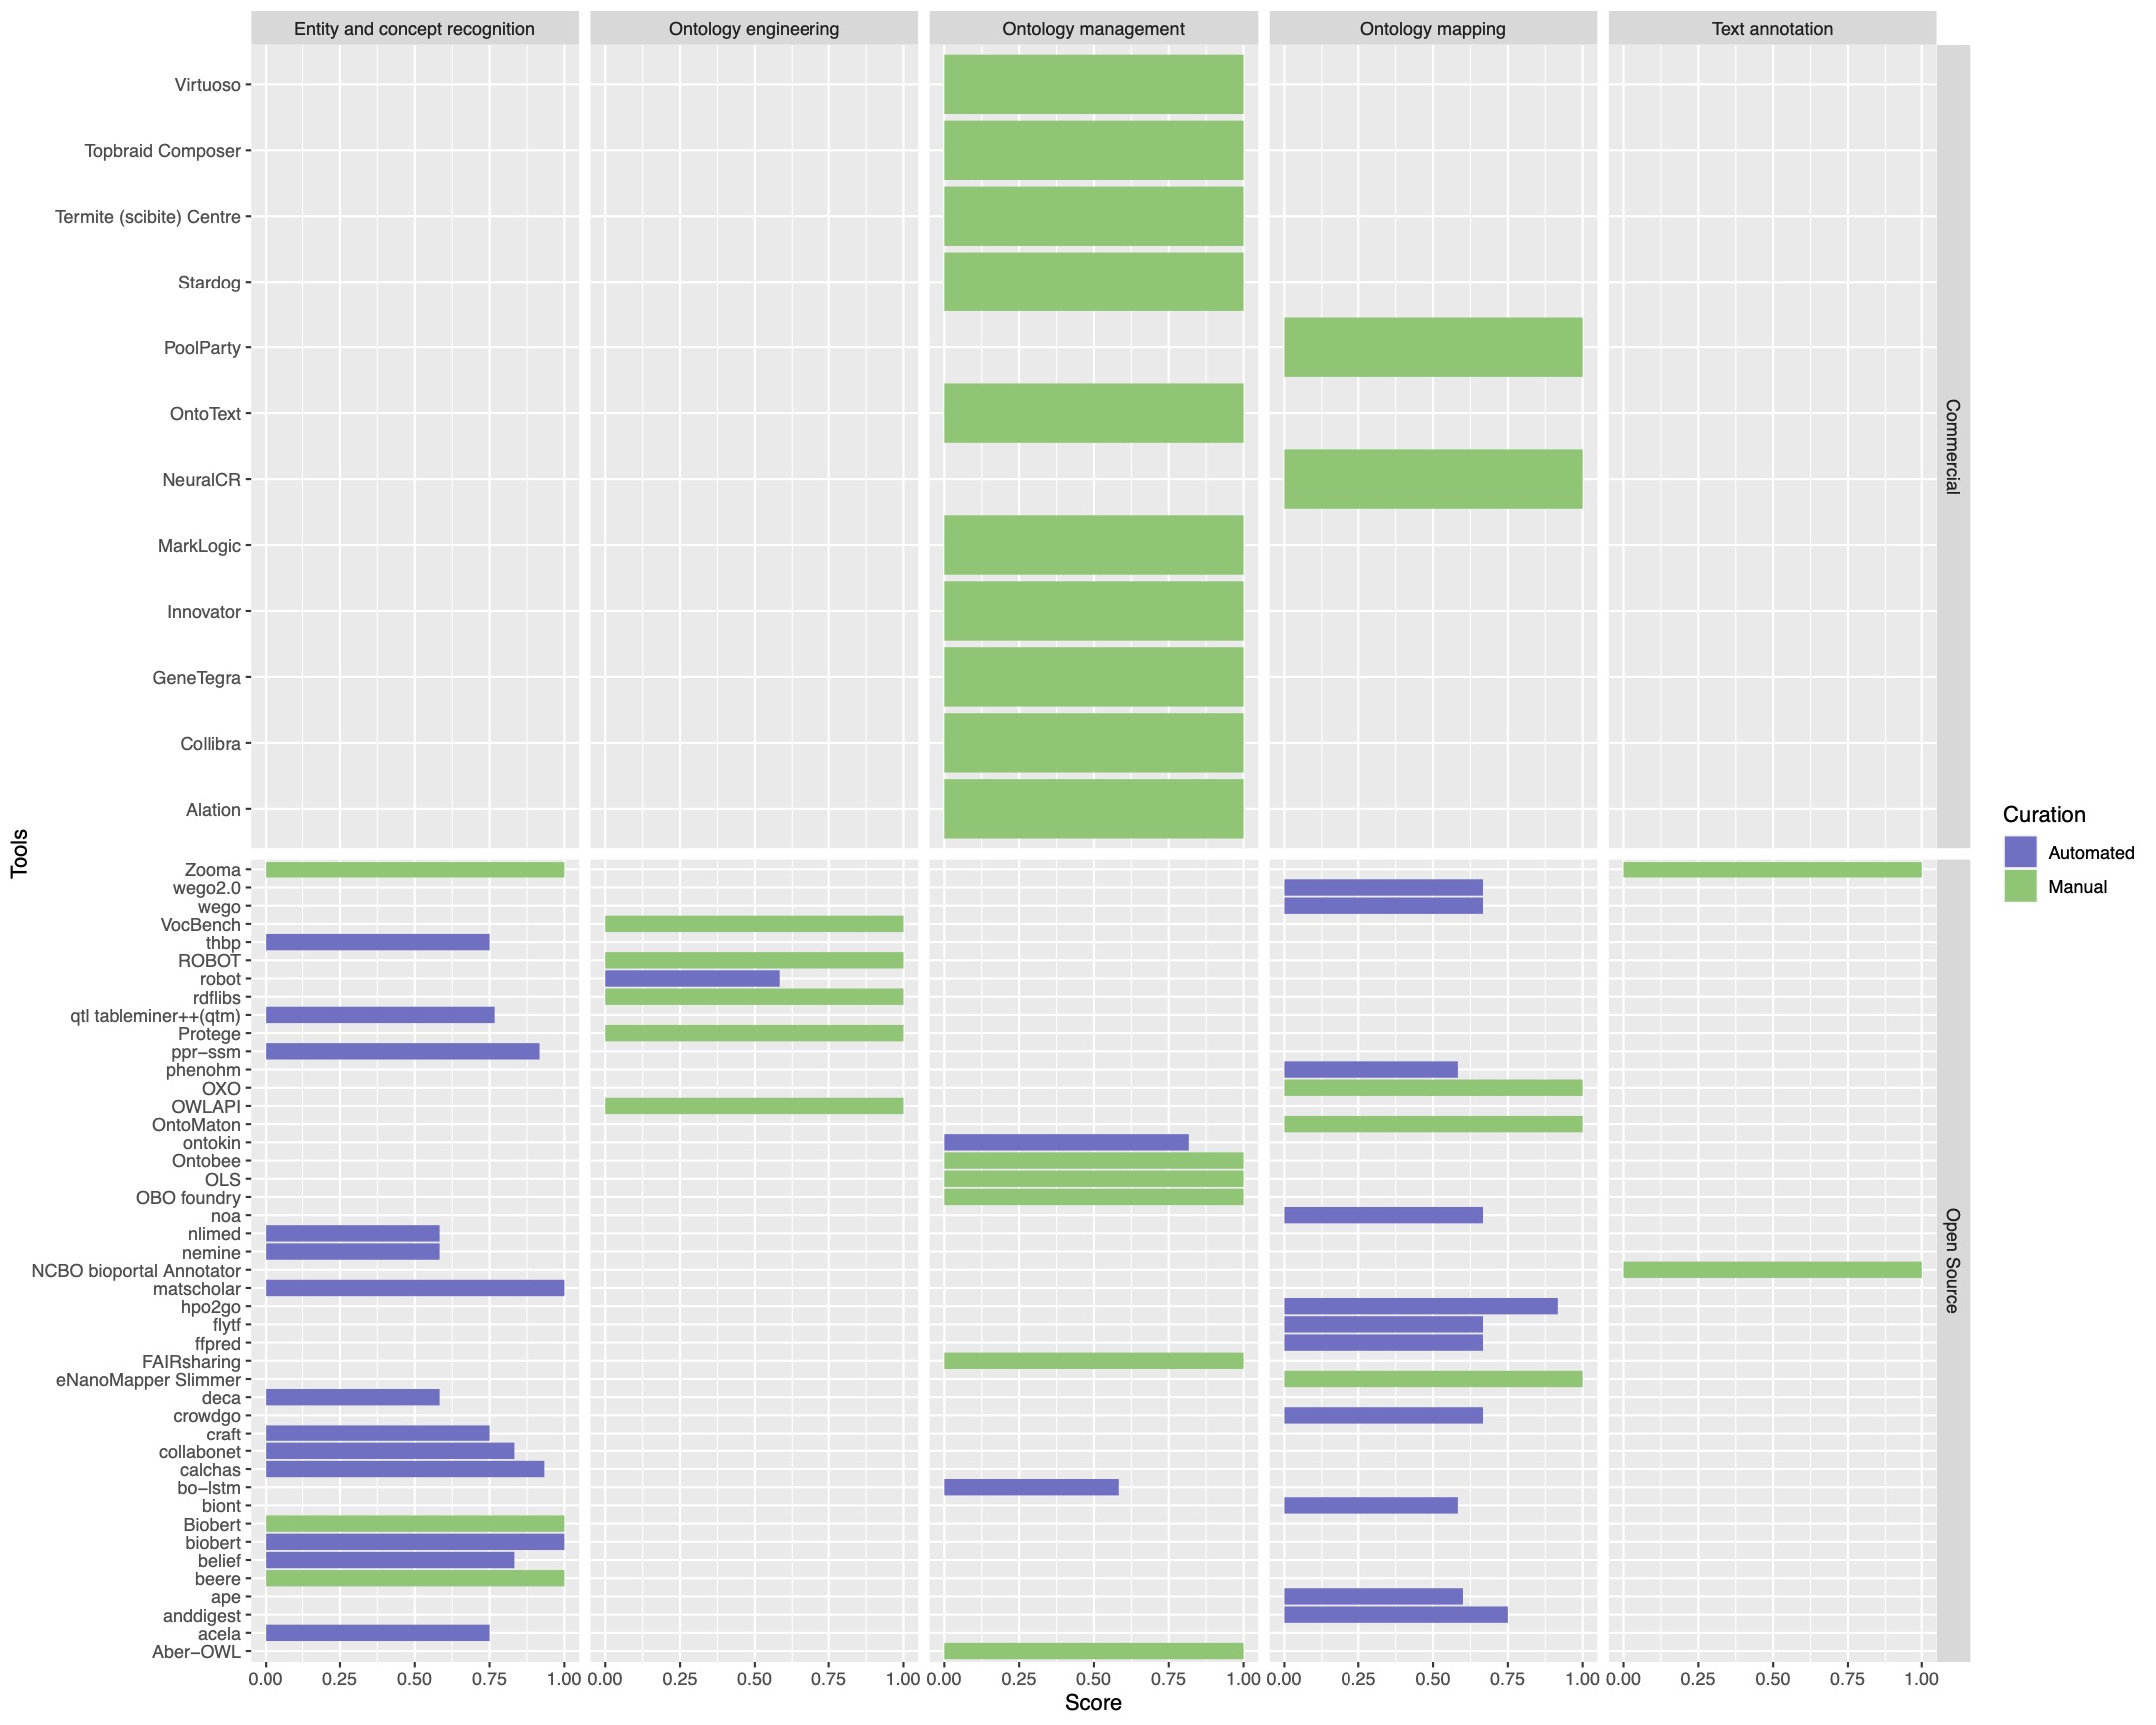 Entity and concept recognition
Ontology engineering
Ontology management
Ontology mapping
Text annotation
Tools
Virtuoso
Topbraid Composer
Termite (scibite) Centre
Stardog
PoolParty
OntoText
NeuralCR
MarkLogic
Innovator
GeneTegra
Collibra
Alation
Commercial
Zooma
wego2.0
wego
VocBench
thbp
ROBOT
robot
rdflibs
qtl tableminer++(qtm)
Protege
ppr−ssm
phenohm
OXO
OWLAPI
OntoMaton
ontokin
Ontobee
OLS
OBO foundry
noa
nlimed
nemine
NCBO bioportal Annotator
matscholar
hpo2go
flytf
ffpred
FAIRsharing
eNanoMapper Slimmer
deca
crowdgo
craft
collabonet
calchas
bo−lstm
biont
Biobert
biobert
belief
beere
ape
anddigest
acela
Aber−OWL
Open Source
0.00 0.25 0.50 0.75 1.00
0.00 0.25 0.50 0.75 1.00
0.00 0.25 0.50 0.75 1.00
0.00 0.25 0.50 0.75 1.00
0.00 0.25 0.50 0.75 1.00
Score
Curation
Automated
Manual